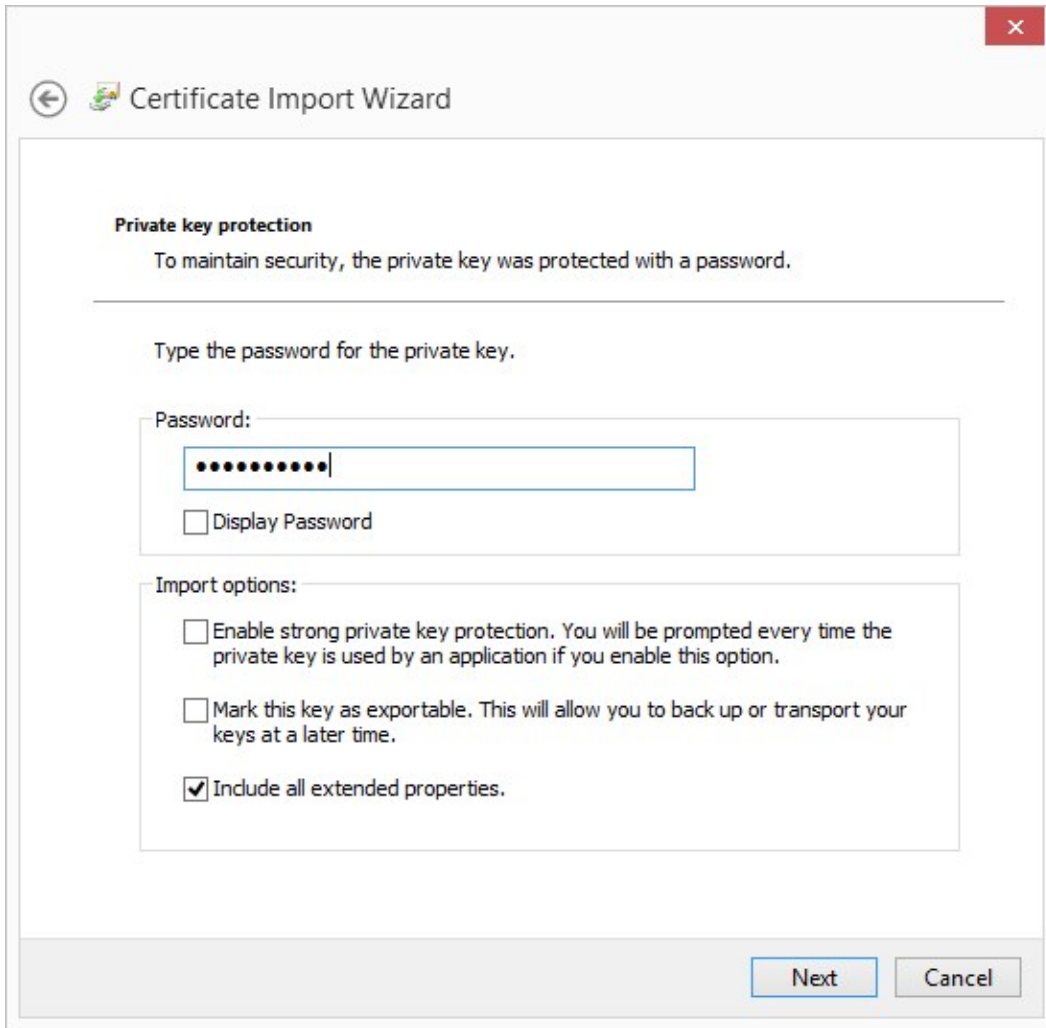 Certificate Import Wizard
Private key protection
To maintain security, the private key was protected with a password.
Type the password for the private key.
Password:
••••••••••
Display Password
Import options:
Enable strong private key protection. You will be prompted every time the
private key is used by an application if you enable this option.
Mark this key as exportable. This will allow you to back up or transport your
keys at a later time.
Include all extended properties.
Next Cancel